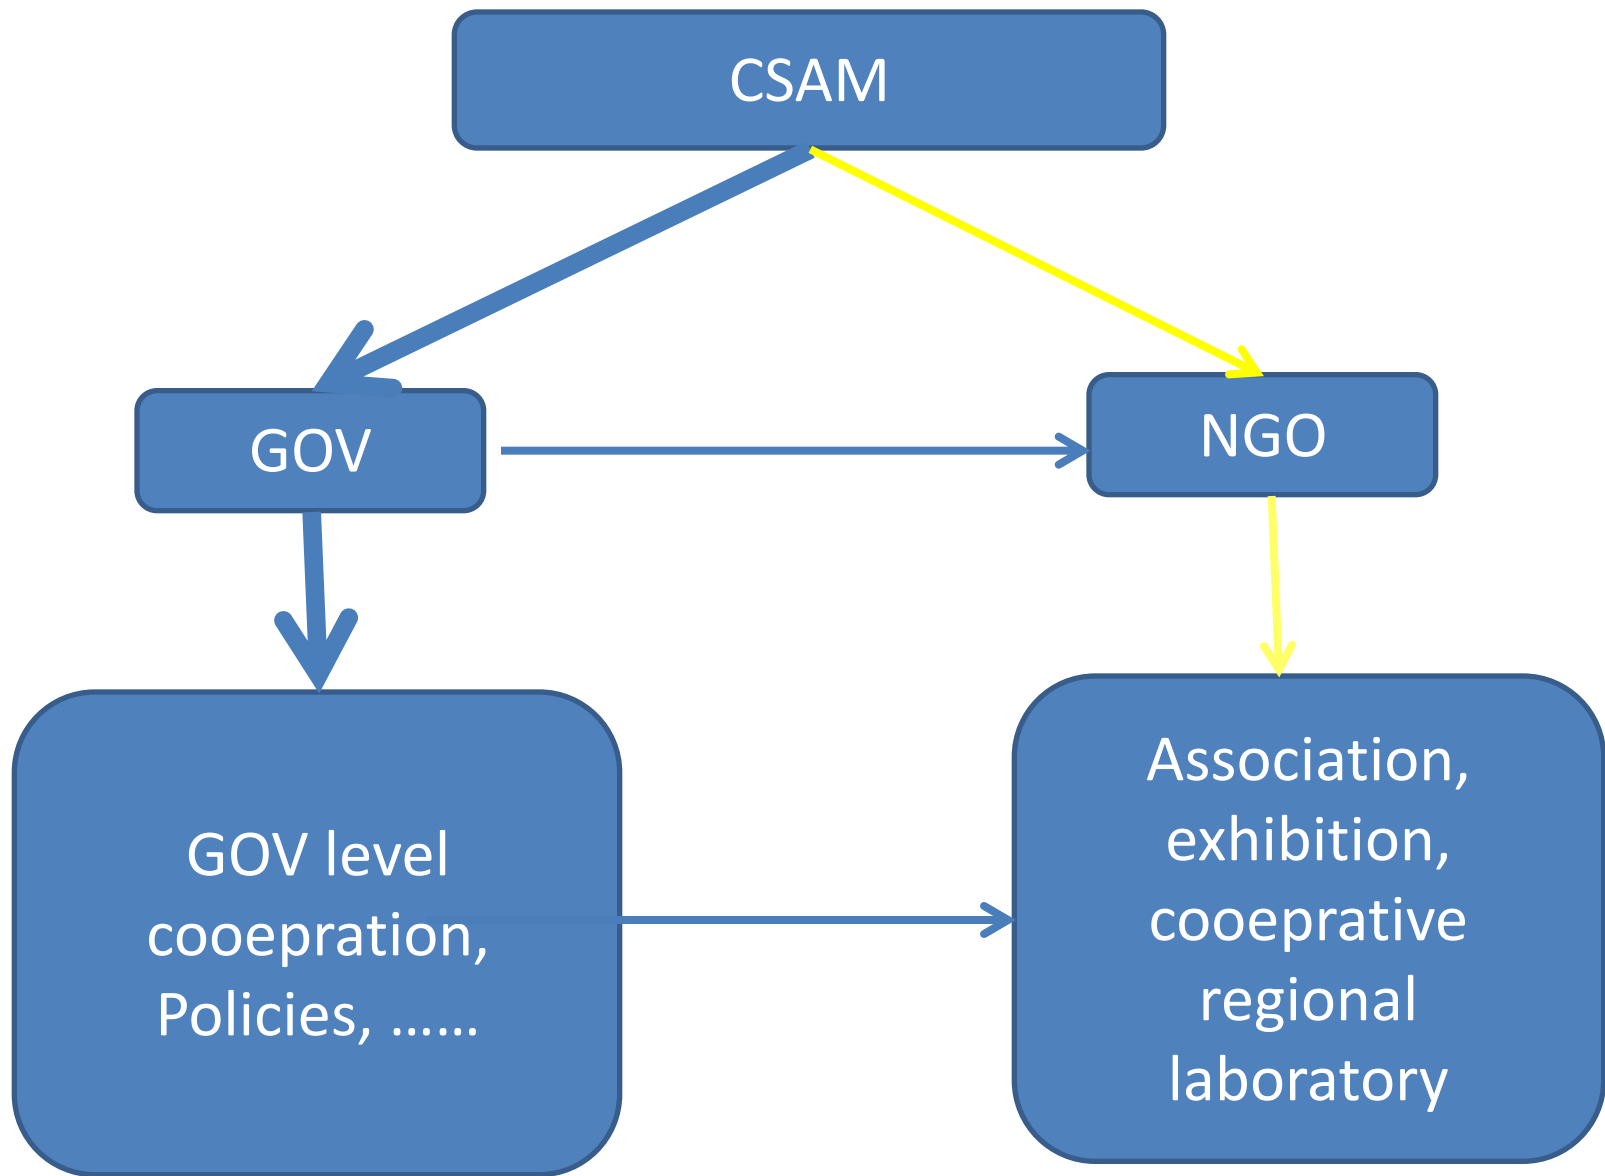 CSAM
GOV
NGO
GOV level
cooepration,
Policies, ......
Association,
exhibition,
cooeprative
regional
laboratory